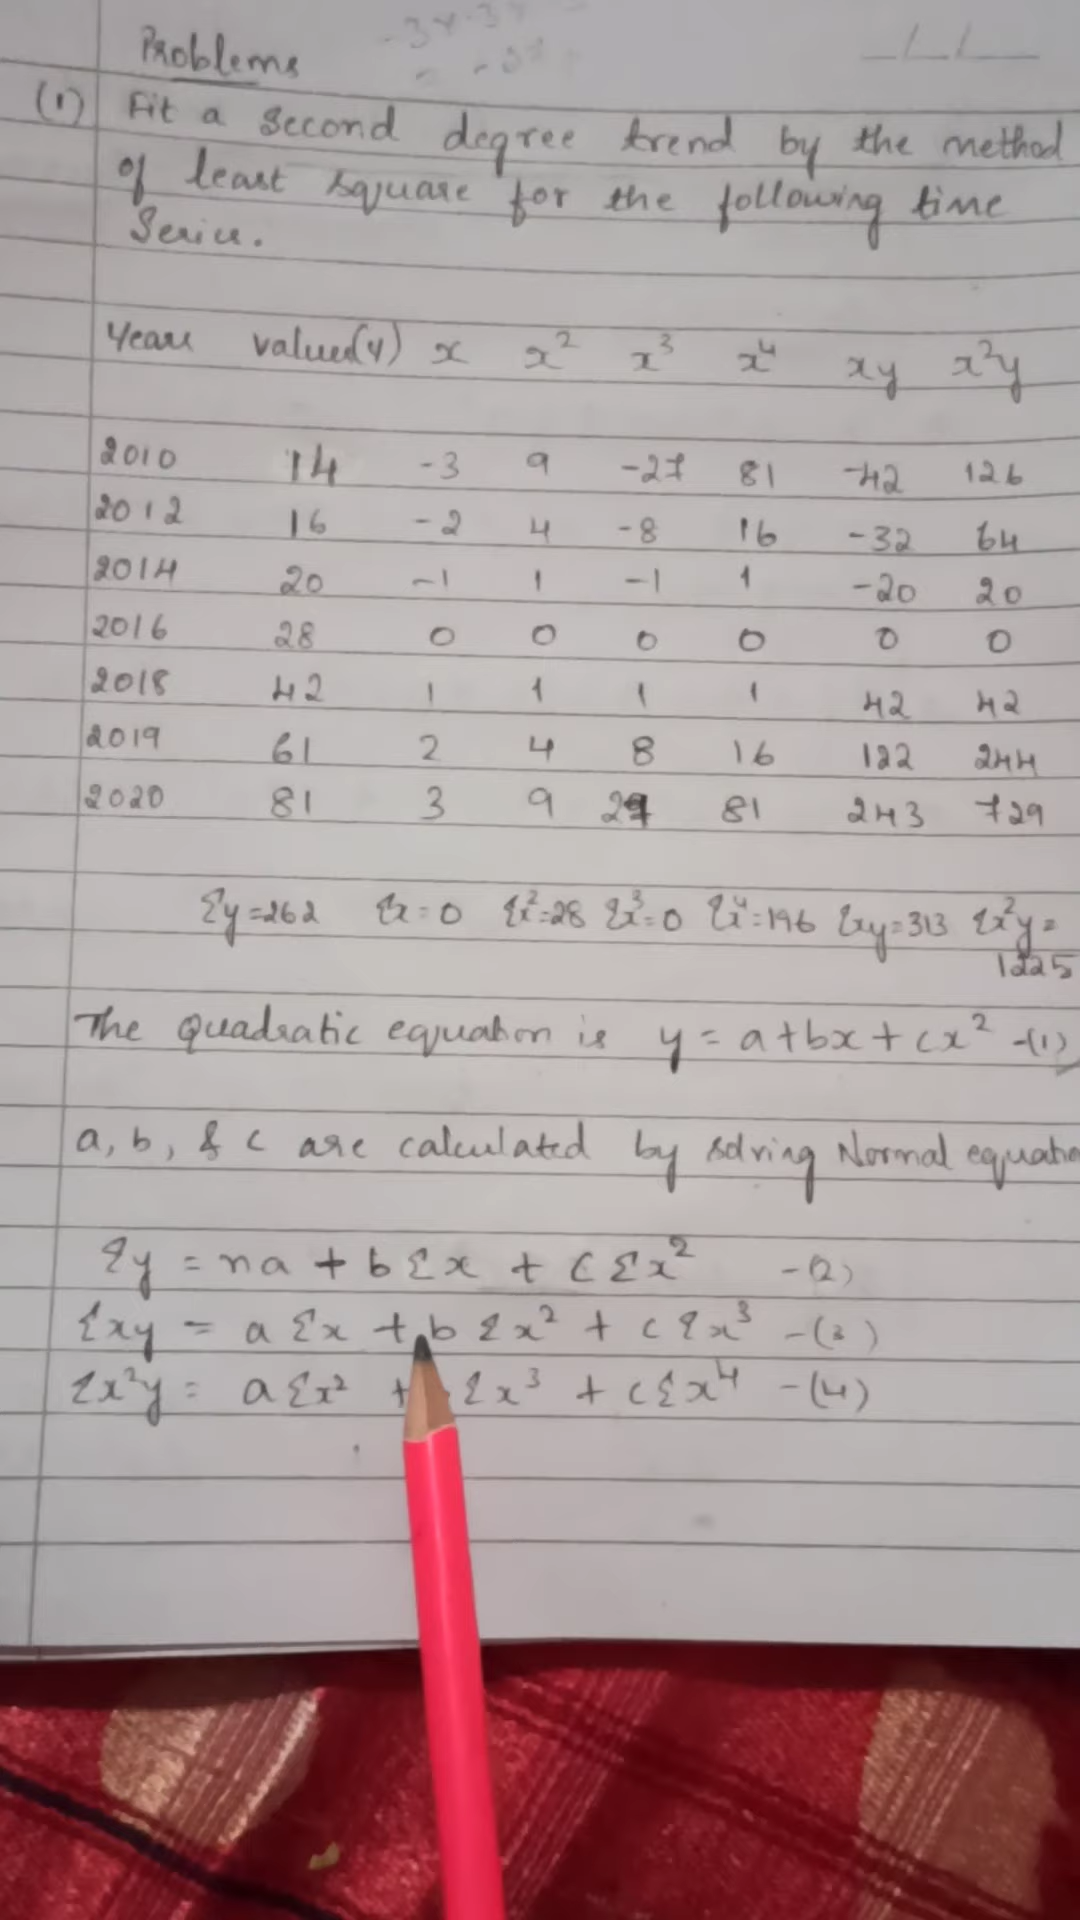 Problems
(1) Fit a second degree trend by the method
of least square for the following time
Series.
Years values(y) x x² x³ x⁴ xy x²y
2010 14 -3 9 -27 81 -42 126
2012 16 -2 4 -8 16 -32 64
2014 20 -1 1 -1 1 -20 20
2016 28 0 0 0 0 0 0
2018 42 1 1 1 1 42 42
2019 61 2 4 8 16 122 244
2020 81 3 9 27 81 243 729
Σy=262 Σx=0 Σx²=28 Σx³=0 Σx⁴=196 Σxy=313 Σx²y=
1225
The quadratic equation is y = a+bx+cx² -(1)
a, b, & c are calculated by solving Normal equatio
Σy = na + bΣx + cΣx² -(2)
Σxy = aΣx + bΣx² + cΣx³ -(3)
Σx²y = aΣx² + Σx³ + cΣx⁴ -(4)